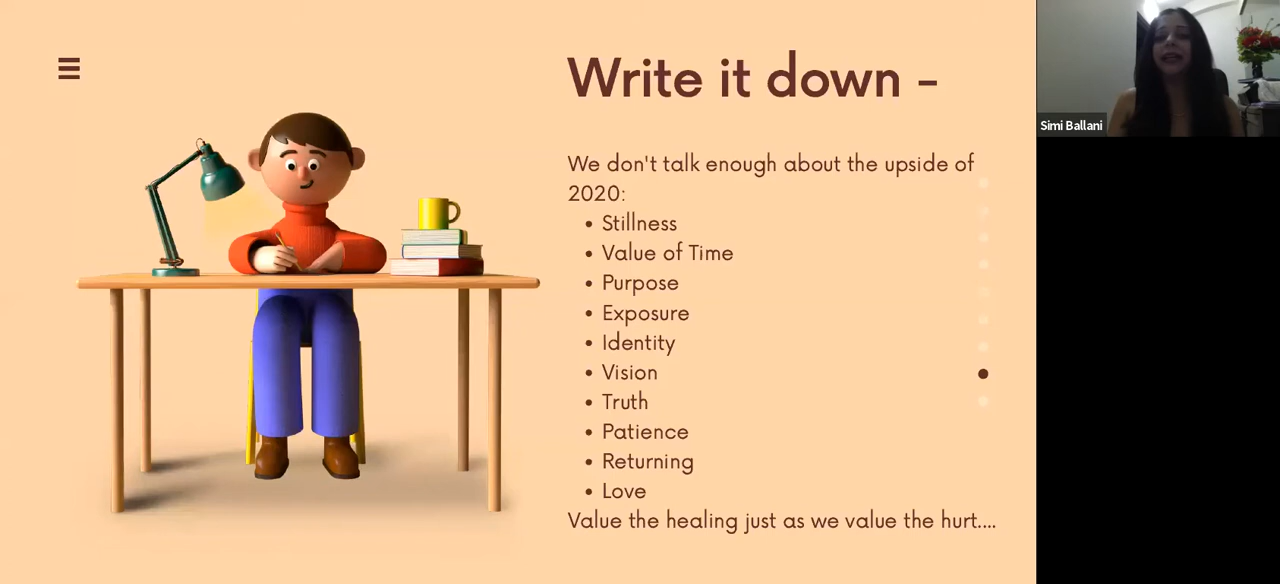 Write it down -
We don't talk enough about the upside of
2020:
• Stillness
• Value of Time
• Purpose
• Exposure
• Identity
• Vision
• Truth
• Patience
• Returning
• Love
Value the healing just as we value the hurt....
Simi Ballani